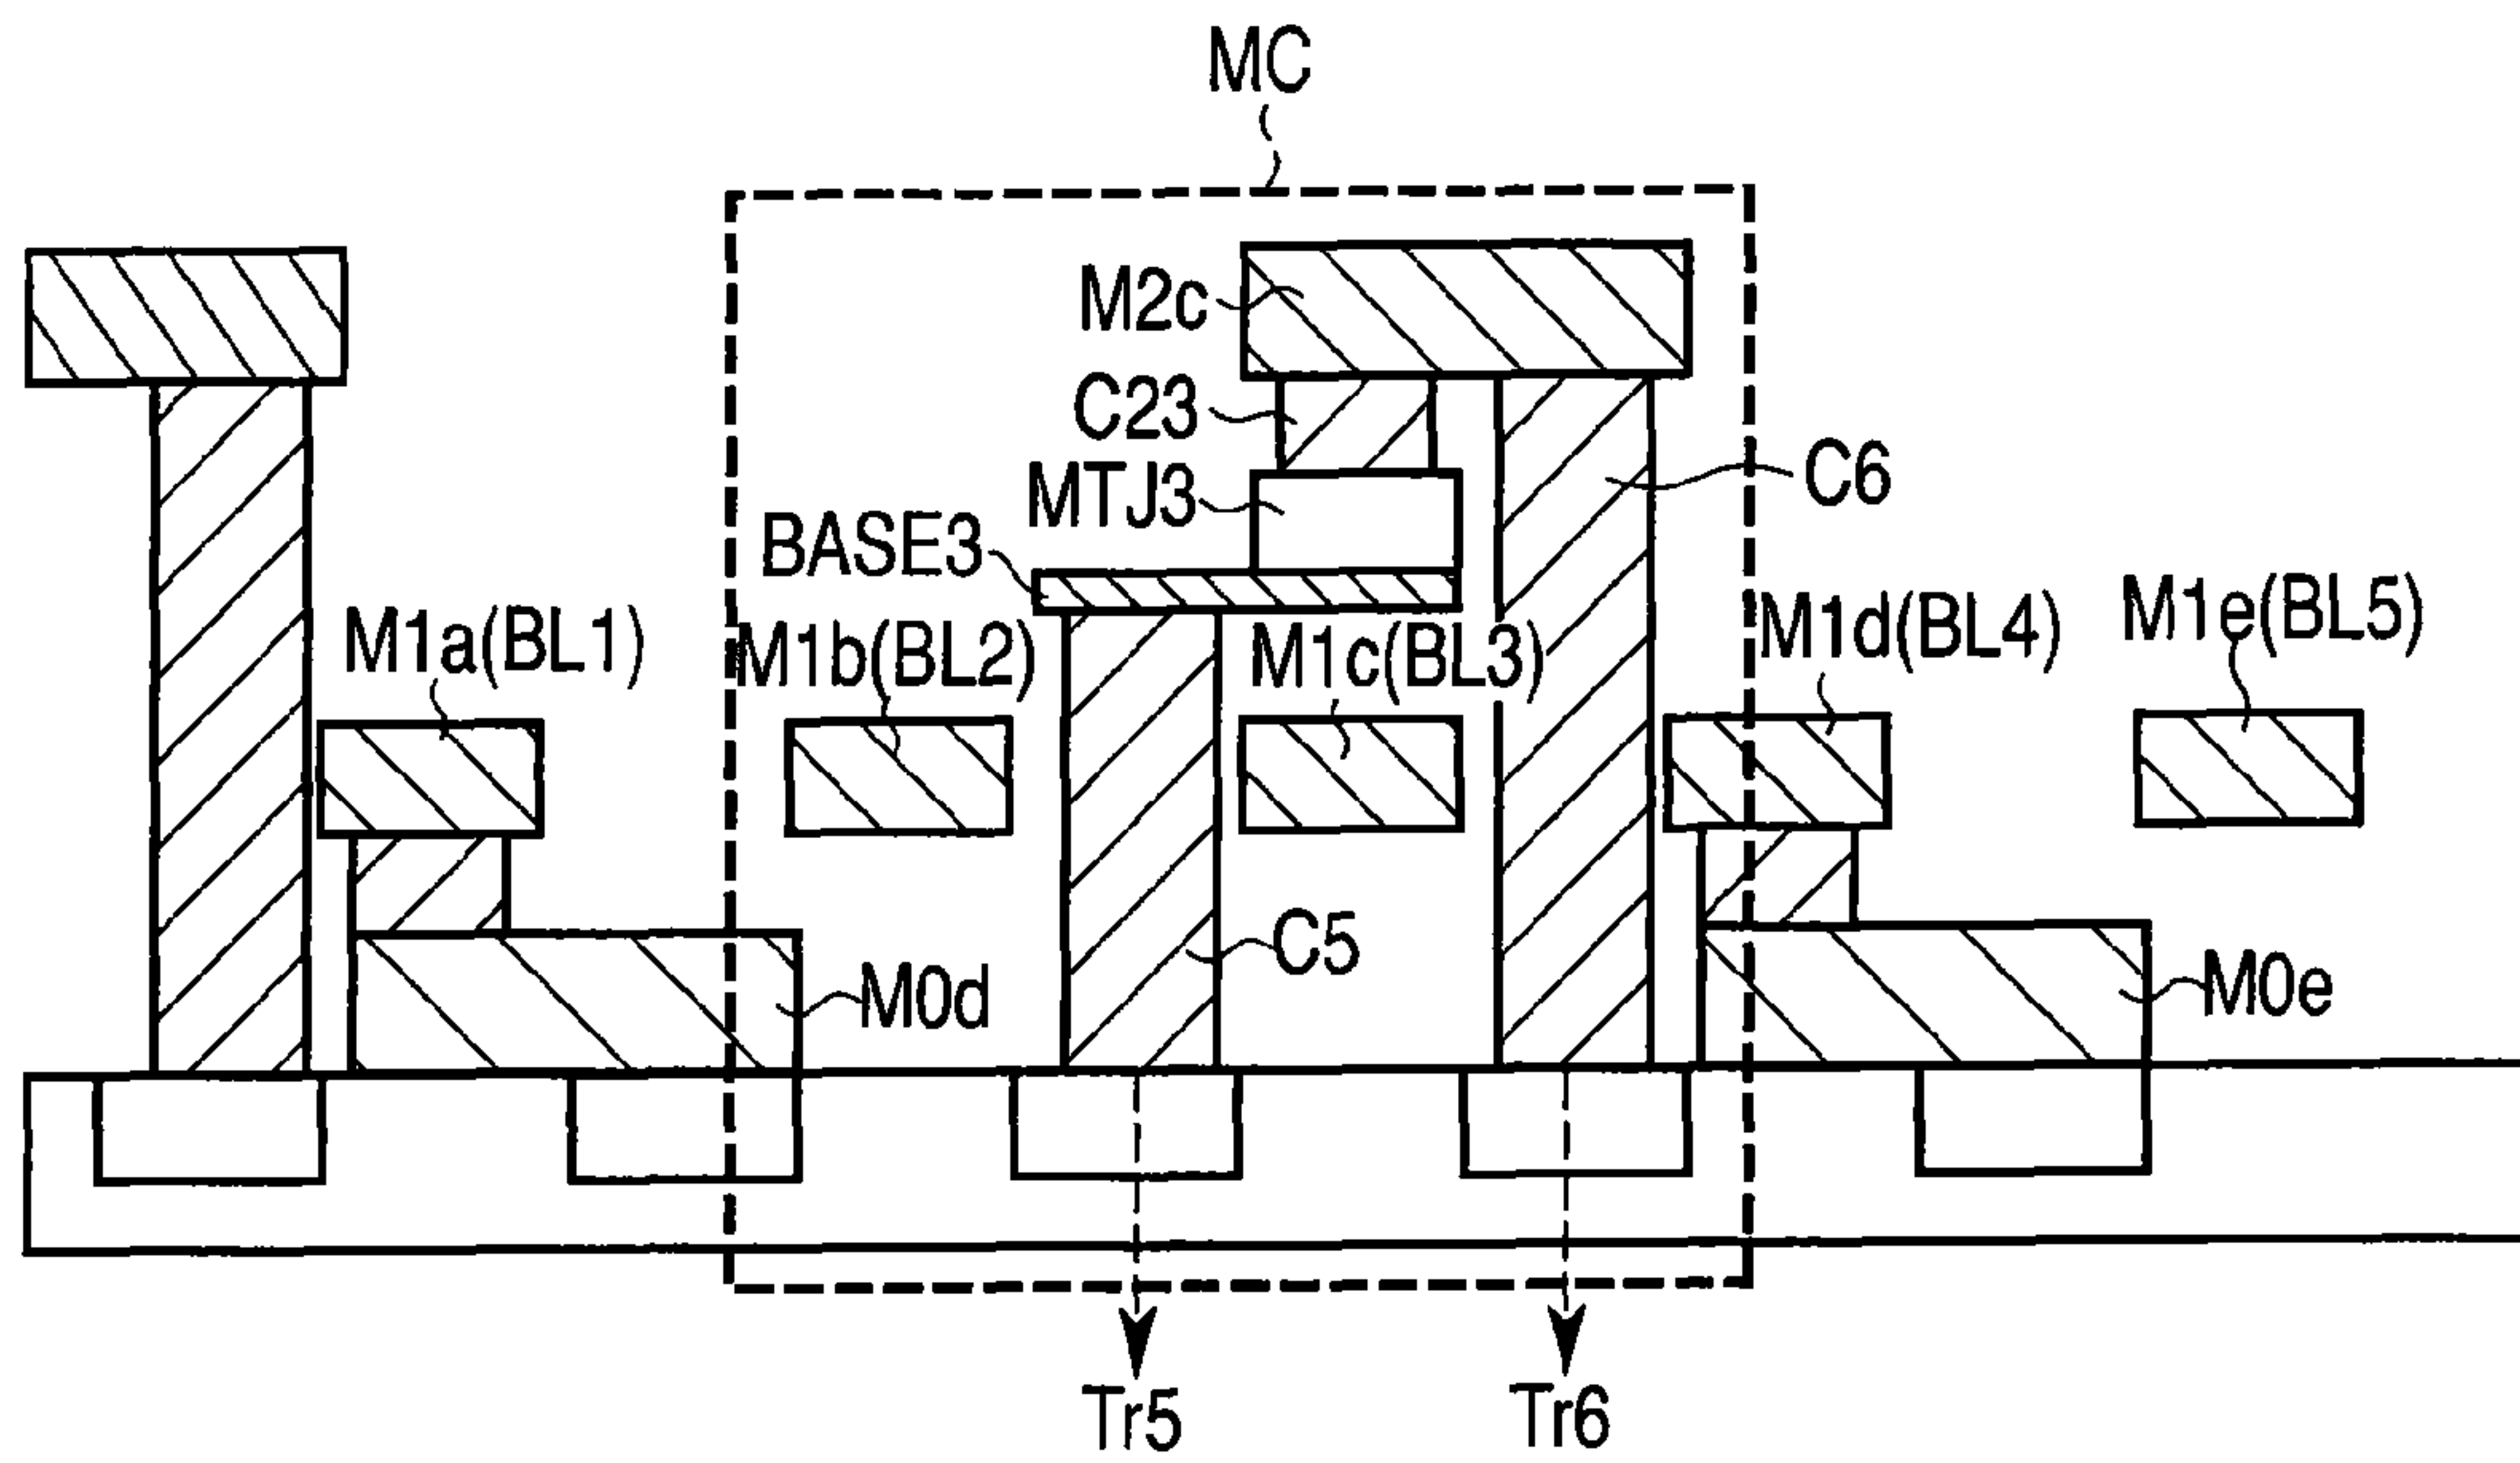 MC
M2c
C23
MTJ3
C6
BASE3
M1a(BL1)
M1b(BL2)
M1c(BL3)
M1d(BL4)
M1e(BL5)
C5
M0d
M0e
Tr5
Tr6